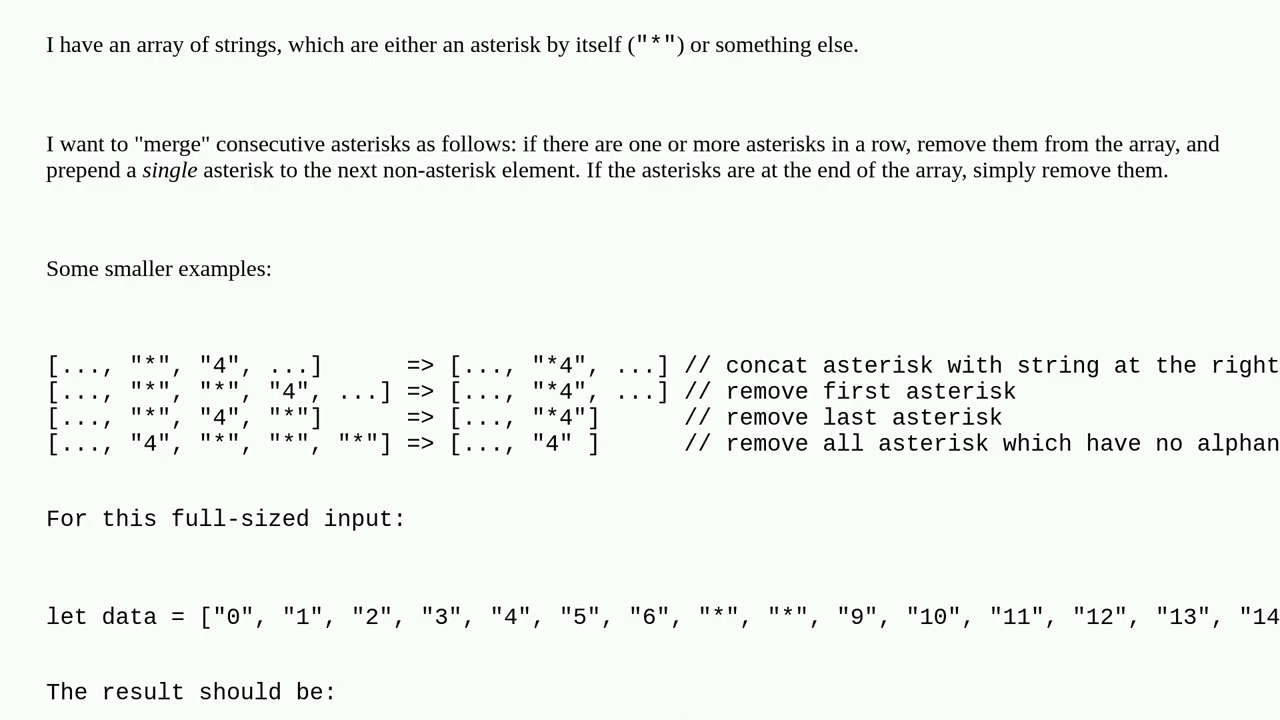 I have an array of strings, which are either an asterisk by itself ("*") or something else.
I want to "merge" consecutive asterisks as follows: if there are one or more asterisks in a row, remove them from the array, and
prepend a single asterisk to the next non-asterisk element. If the asterisks are at the end of the array, simply remove them.
Some smaller examples:
[..., "*", "4", ...]      => [..., "*4", ...] // concat asterisk with string at the right
[..., "*", "*", "4", ...] => [..., "*4", ...] // remove first asterisk
[..., "*", "4", "*"]      => [..., "*4"]      // remove last asterisk
[..., "4", "*", "*", "*"] => [..., "4" ]      // remove all asterisk which have no alphan
For this full-sized input:
let data = ["0", "1", "2", "3", "4", "5", "6", "*", "*", "9", "10", "11", "12", "13", "14
The result should be: